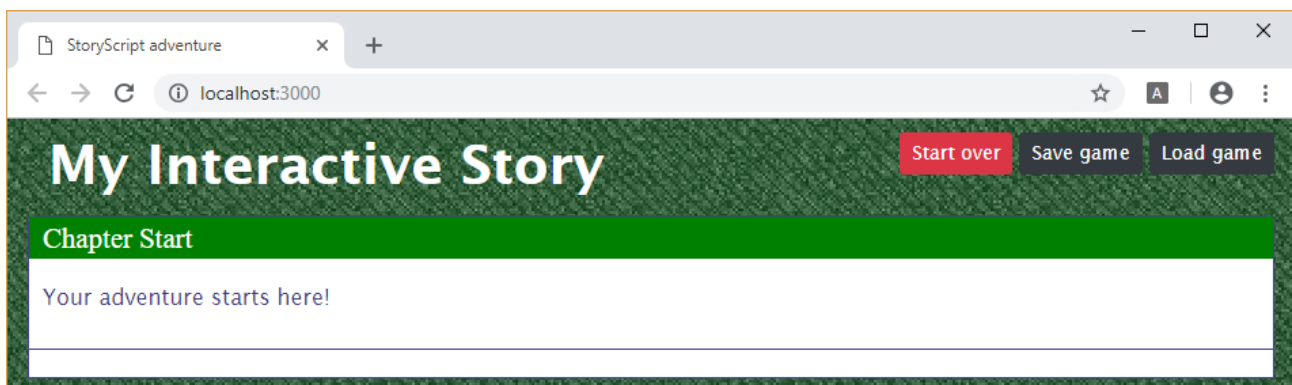 StoryScript adventure
localhost:3000
A
My Interactive Story
Start over Save game Load game
Chapter Start
Your adventure starts here!